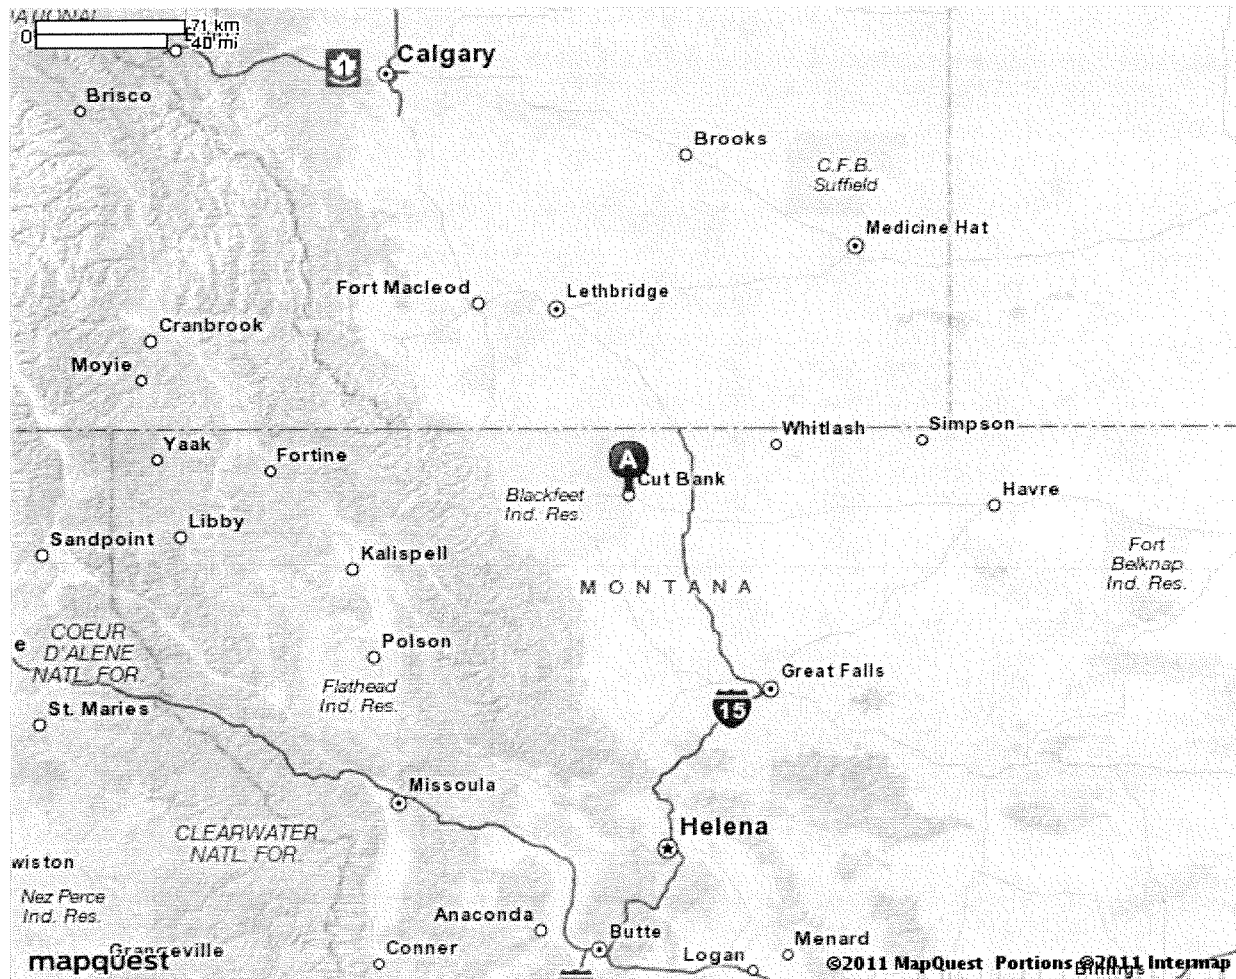 ATIONAL
71 km
0
40 mi
Calgary
1
Brisco
Brooks
C.F.B.
Suffield
Medicine Hat
Fort Macleod
Lethbridge
Cranbrook
Moyie
Whitlash
Simpson
Yaak
Fortine
A
Cut Bank
Blackfeet
Ind. Res.
Havre
Libby
Sandpoint
Kalispell
Fort
Belknap
Ind. Res.
MONTANA
COEUR
D'ALENE
NATL. FOR.
e
Polson
Flathead
Ind. Res.
Great Falls
15
St. Maries
Missoula
Helena
CLEARWATER
NATL. FOR.
wiston
Nez Perce
Ind. Res.
Anaconda
Butte
Menard
Grangeville
Conner
Logan
mapquest
©2011 MapQuest Portions ©2011 Intermap
Billings